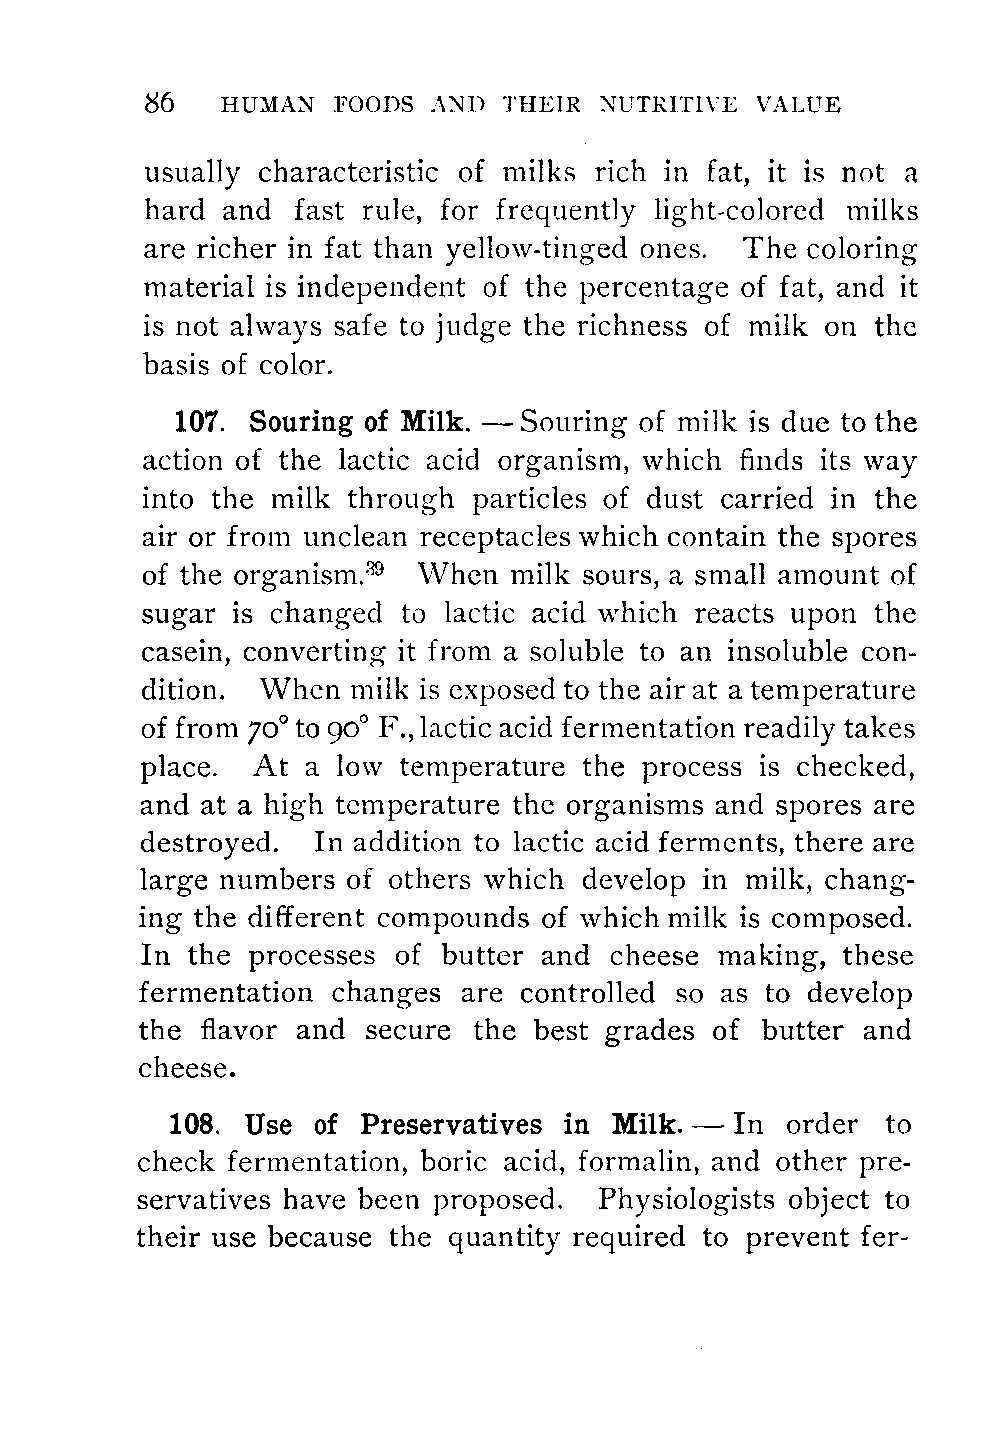 86 HUMAN FOODS AND THEIR NUTRITIVE VALUE
usually characteristic of milks rich in fat, it is not a
hard and fast rule, for frequently light-colored milks
are richer in fat than yellow-tinged ones. The coloring
material is independent of the percentage of fat, and it
is not always safe to judge the richness of milk on the
basis of color.
107. Souring of Milk. — Souring of milk is due to the
action of the lactic acid organism, which finds its way
into the milk through particles of dust carried in the
air or from unclean receptacles which contain the spores
of the organism.³⁹ When milk sours, a small amount of
sugar is changed to lactic acid which reacts upon the
casein, converting it from a soluble to an insoluble con-
dition. When milk is exposed to the air at a temperature
of from 70° to 90° F., lactic acid fermentation readily takes
place. At a low temperature the process is checked,
and at a high temperature the organisms and spores are
destroyed. In addition to lactic acid ferments, there are
large numbers of others which develop in milk, chang-
ing the different compounds of which milk is composed.
In the processes of butter and cheese making, these
fermentation changes are controlled so as to develop
the flavor and secure the best grades of butter and
cheese.
108. Use of Preservatives in Milk. — In order to
check fermentation, boric acid, formalin, and other pre-
servatives have been proposed. Physiologists object to
their use because the quantity required to prevent fer-